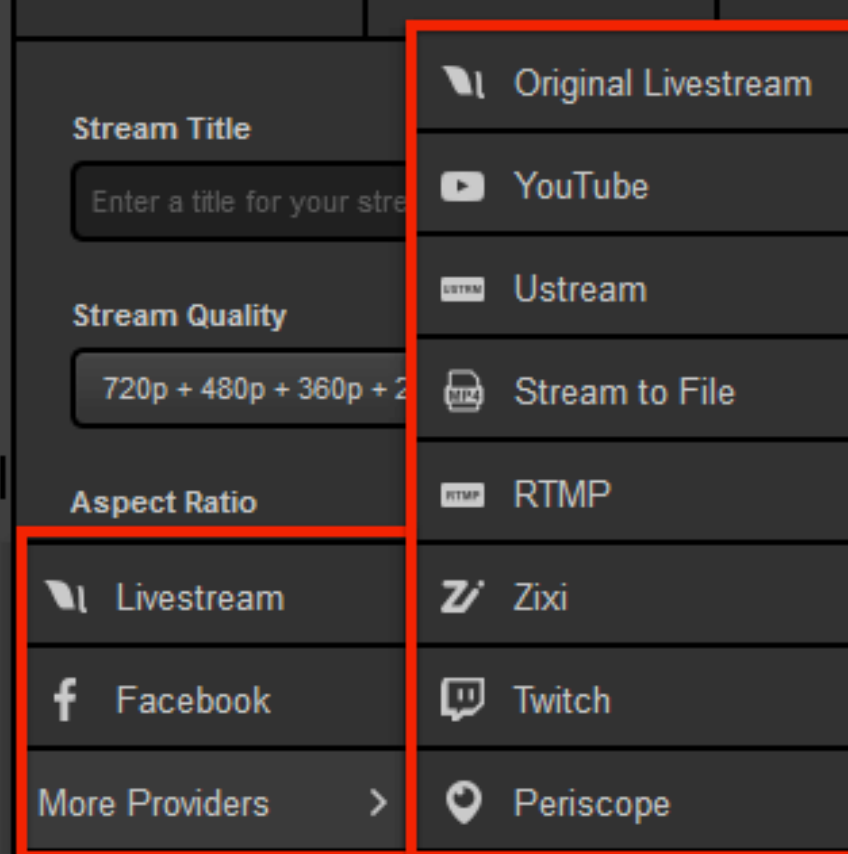 Stream Title
Enter a title for your stre
Stream Quality
720p + 480p + 360p + 2
Aspect Ratio
Livestream
Facebook
More Providers
Original Livestream
YouTube
USTRM
Ustream
MP4
Stream to File
RTMP
RTMP
Zixi
Twitch
Periscope